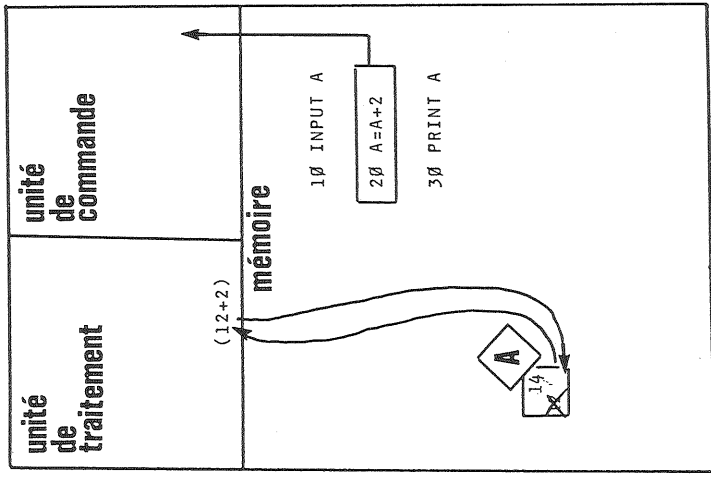 unité
de
traitement
unité
de
commande
(12+2)
mémoire
1Ø INPUT A
2Ø A=A+2
3Ø PRINT A
A
14